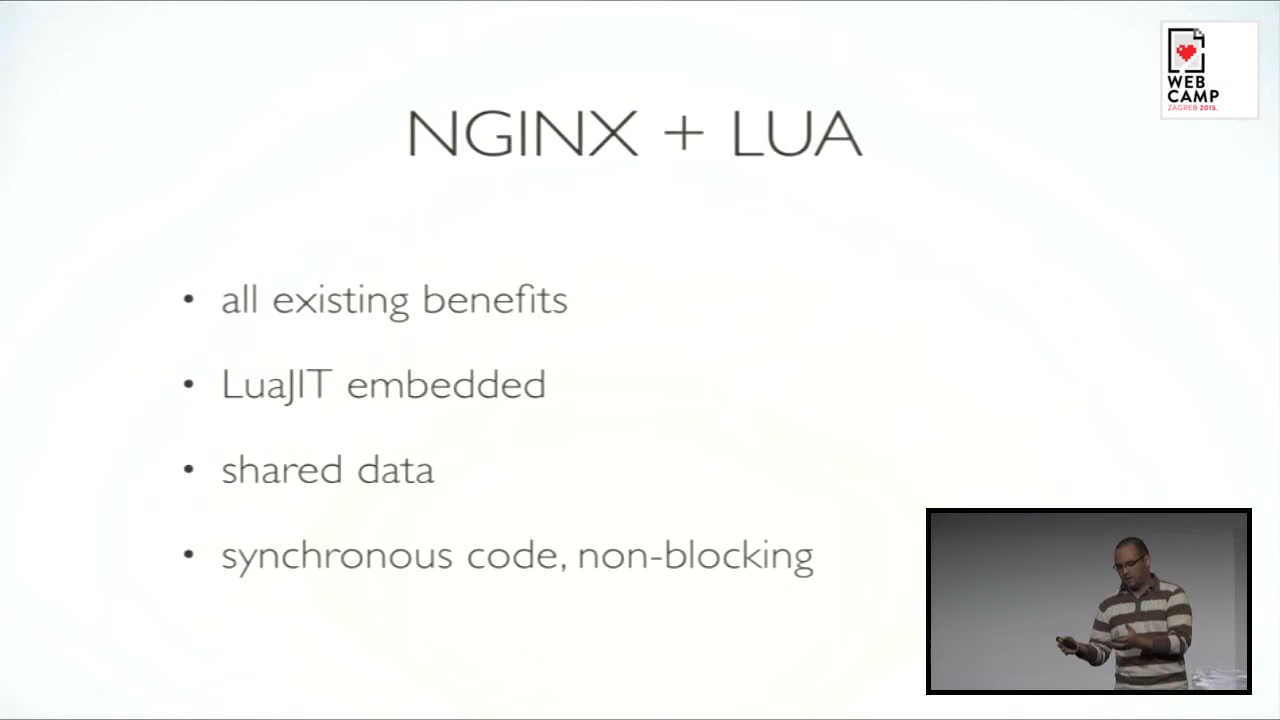 WEB
CAMP
ZAGREB 2015.
NGINX + LUA
• all existing benefits
• LuaJIT embedded
• shared data
• synchronous code, non-blocking